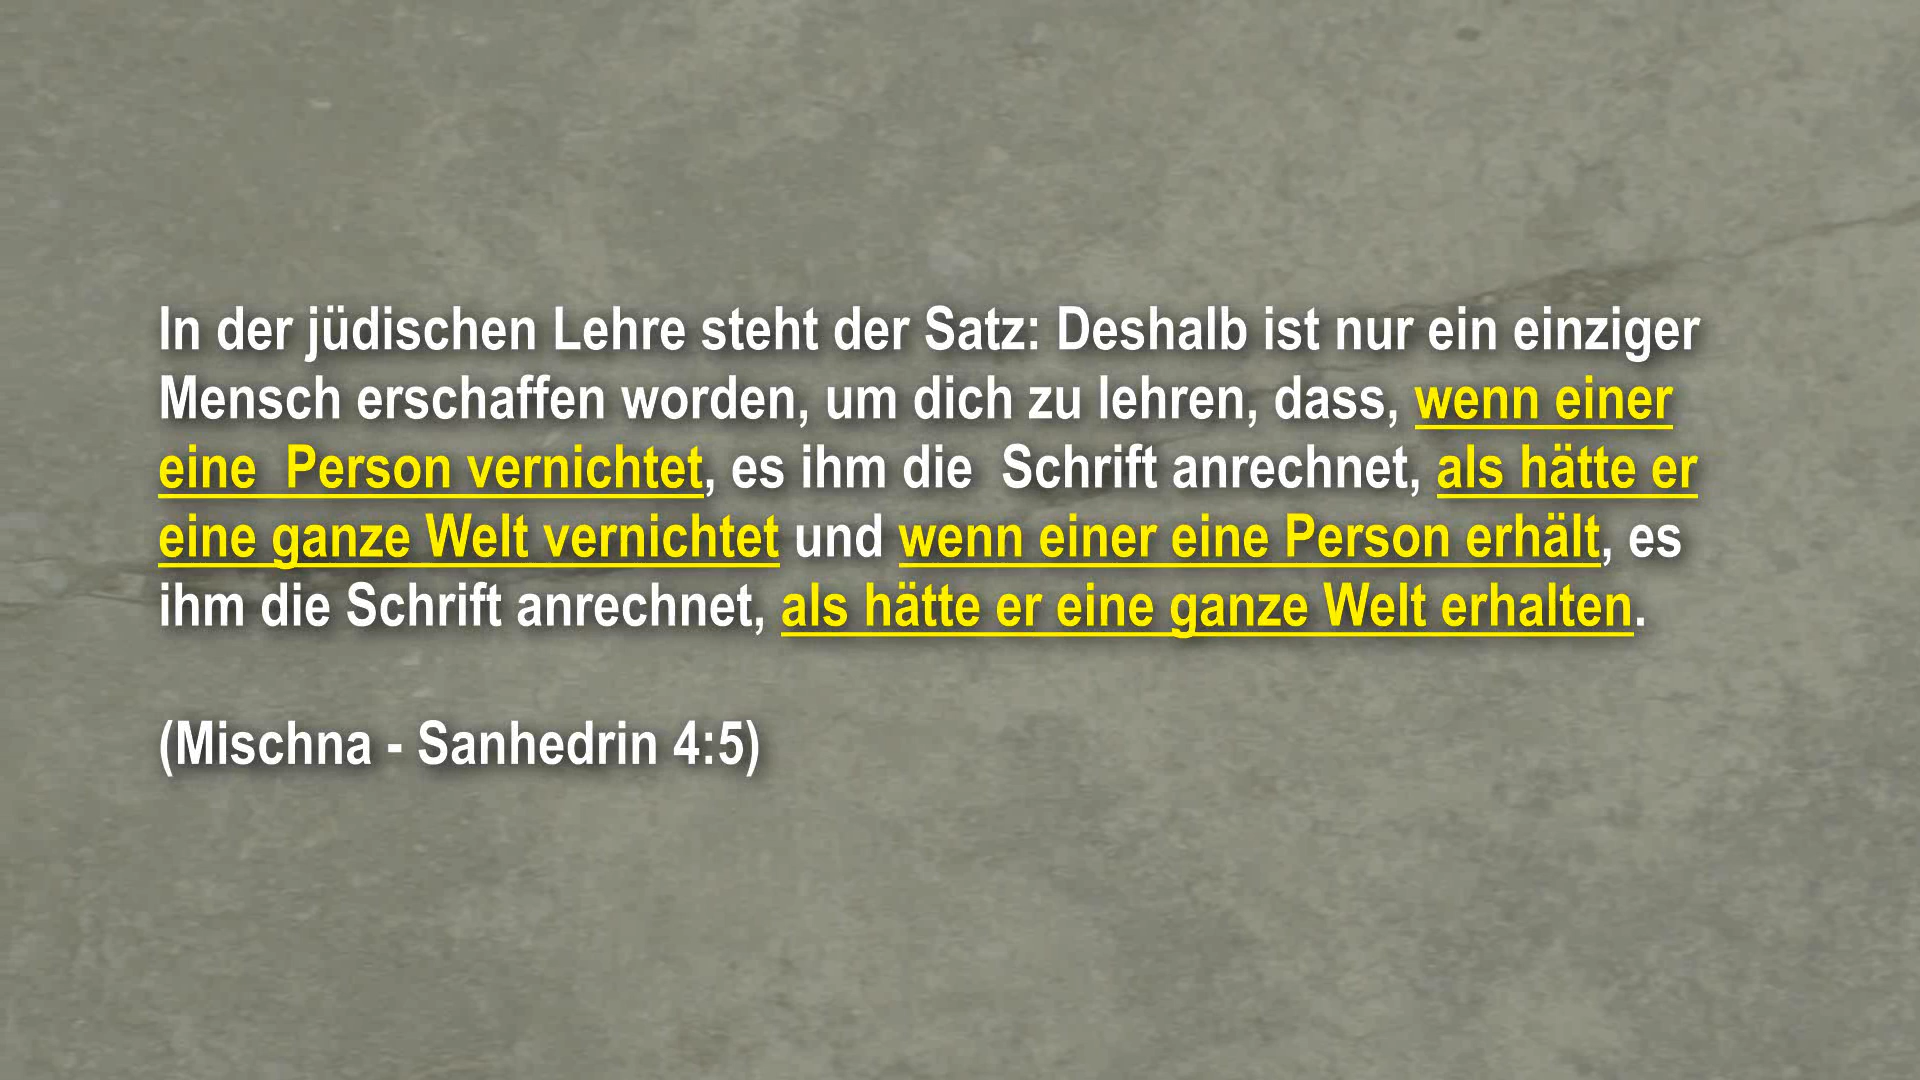 In der jüdischen Lehre steht der Satz: Deshalb ist nur ein einziger
Mensch erschaffen worden, um dich zu lehren, dass, wenn einer
eine  Person vernichtet, es ihm die  Schrift anrechnet, als hätte er
eine ganze Welt vernichtet und wenn einer eine Person erhält, es
ihm die Schrift anrechnet, als hätte er eine ganze Welt erhalten.
(Mischna - Sanhedrin 4:5)